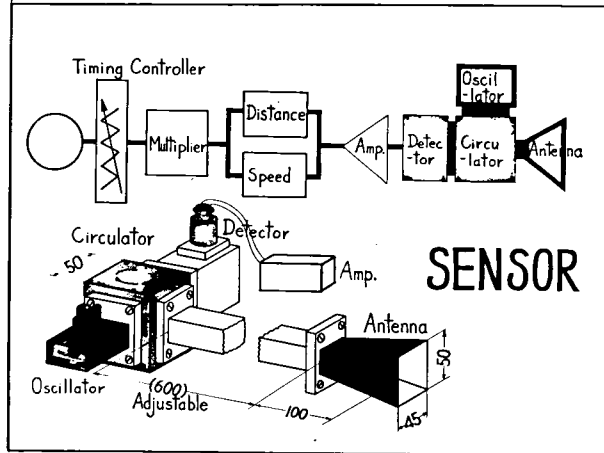 Timing Controller
Multiplier
Distance
Speed
Amp.
Detec
-tor
Oscil
-lator
Circu
-lator
Antenna
Circulator
50
Detector
Amp.
SENSOR
Oscillator
(600)
Adjustable
100
Antenna
50
45